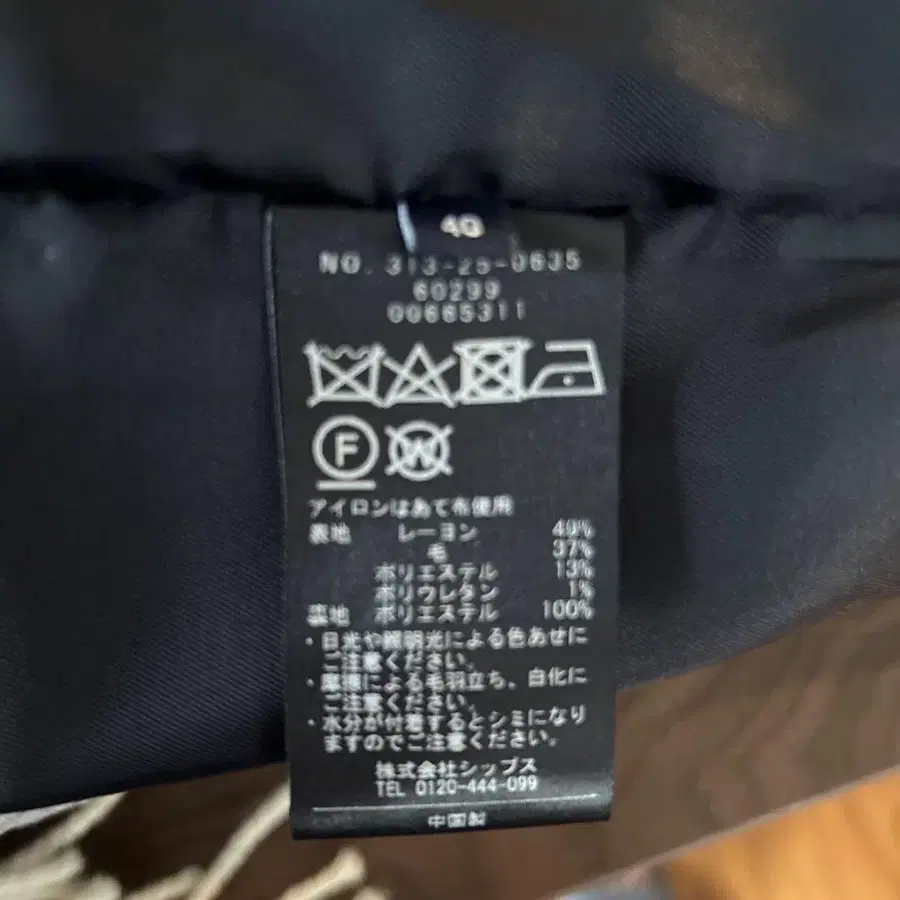 40
NO. 313-25-0635
60299
00665311
F W
アイロンはあて布使用
表地 レーヨン 49%
毛 37%
ポリエステル 13%
ポリウレタン 1%
裏地 ポリエステル 100%
・日光や照明光による色あせに
ご注意ください。
・摩擦による毛羽立ち、白化に
ご注意ください。
・水分が付着するとシミになり
ますのでご注意ください。
株式会社シップス
TEL 0120-444-099
中国製